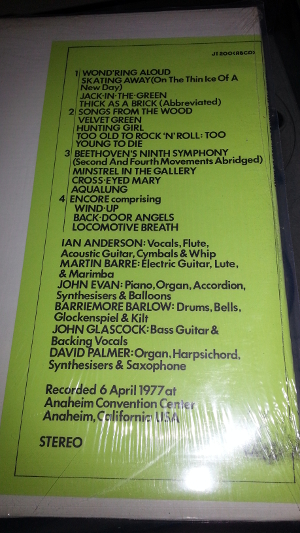 JT 5001(ABCD)
1 WOND'RING ALOUD
SKATING AWAY (On The Thin Ice Of A
New Day)
JACK-IN-THE-GREEN
THICK AS A BRICK (Abbreviated)
2 SONGS FROM THE WOOD
VELVET GREEN
HUNTING GIRL
TOO OLD TO ROCK 'N' ROLL: TOO
YOUNG TO DIE
3 BEETHOVEN'S NINTH SYMPHONY
(Second And Fourth Movements Abridged)
MINSTREL IN THE GALLERY
CROSS-EYED MARY
AQUALUNG
4 ENCORE comprising
WIND-UP
BACK-DOOR ANGELS
LOCOMOTIVE BREATH
IAN ANDERSON: Vocals, Flute,
Acoustic Guitar, Cymbals & Whip
MARTIN BARRE: Electric Guitar, Lute,
& Marimba
JOHN EVAN: Piano, Organ, Accordion,
Synthesisers & Balloons
BARRIEMORE BARLOW: Drums, Bells,
Glockenspiel & Kilt
JOHN GLASCOCK: Bass Guitar &
Backing Vocals
DAVID PALMER: Organ, Harpsichord,
Synthesisers & Saxophone
Recorded 6 April 1977 at
Anaheim Convention Center
Anaheim, California, USA
STEREO